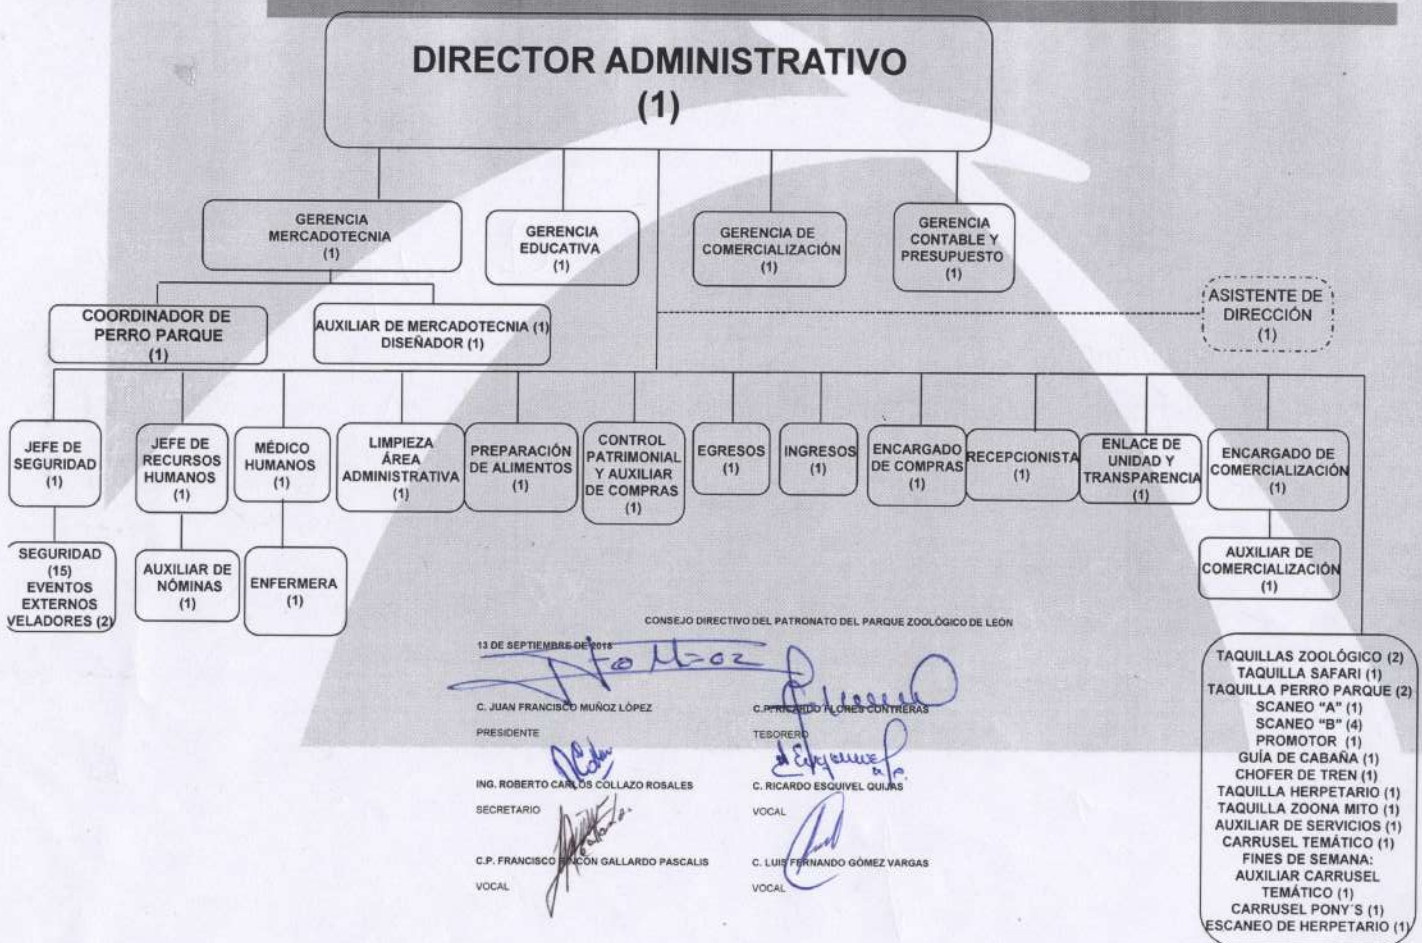 DIRECTOR ADMINISTRATIVO
(1)
GERENCIA
MERCADOTECNIA
(1)
GERENCIA
EDUCATIVA
(1)
GERENCIA DE
COMERCIALIZACIÓN
(1)
GERENCIA
CONTABLE Y
PRESUPUESTO
(1)
ASISTENTE DE
DIRECCIÓN
(1)
COORDINADOR DE
PERRO PARQUE
(1)
AUXILIAR DE MERCADOTECNIA (1)
DISEÑADOR (1)
JEFE DE
SEGURIDAD
(1)
JEFE DE
RECURSOS
HUMANOS
(1)
MÉDICO
HUMANOS
(1)
LIMPIEZA
ÁREA
ADMINISTRATIVA
(1)
PREPARACIÓN
DE ALIMENTOS
(1)
CONTROL
PATRIMONIAL
Y AUXILIAR
DE COMPRAS
(1)
EGRESOS
(1)
INGRESOS
(1)
ENCARGADO
DE COMPRAS
(1)
RECEPCIONISTA
(1)
ENLACE DE
UNIDAD Y
TRANSPARENCIA
(1)
ENCARGADO DE
COMERCIALIZACIÓN
(1)
SEGURIDAD
(15)
EVENTOS
EXTERNOS
VELADORES (2)
AUXILIAR DE
NÓMINAS
(1)
ENFERMERA
(1)
AUXILIAR DE
COMERCIALIZACIÓN
(1)
TAQUILLAS ZOOLÓGICO (2)
TAQUILLA SAFARI (1)
TAQUILLA PERRO PARQUE (2)
SCANEO "A" (1)
SCANEO "B" (4)
PROMOTOR (1)
GUÍA DE CABAÑA (1)
CHOFER DE TREN (1)
TAQUILLA HERPETARIO (1)
TAQUILLA ZOONA MITO (1)
AUXILIAR DE SERVICIOS (1)
CARRUSEL TEMÁTICO (1)
FINES DE SEMANA:
AUXILIAR CARRUSEL
TEMÁTICO (1)
CARRUSEL PONY´S (1)
ESCANEO DE HERPETARIO (1)
CONSEJO DIRECTIVO DEL PATRONATO DEL PARQUE ZOOLÓGICO DE LEÓN
13 DE SEPTIEMBRE DE
C. JUAN FRANCISCO MUÑOZ LÓPEZ
PRESIDENTE
C.P. RICARDO FLORES CONTRERAS
TESORERO
ING. ROBERTO CARLOS COLLAZO ROSALES
SECRETARIO
C. RICARDO ESQUIVEL QUIJAS
VOCAL
C.P. FRANCISCO RINCÓN GALLARDO PASCALIS
VOCAL
C. LUIS FERNANDO GÓMEZ VARGAS
VOCAL